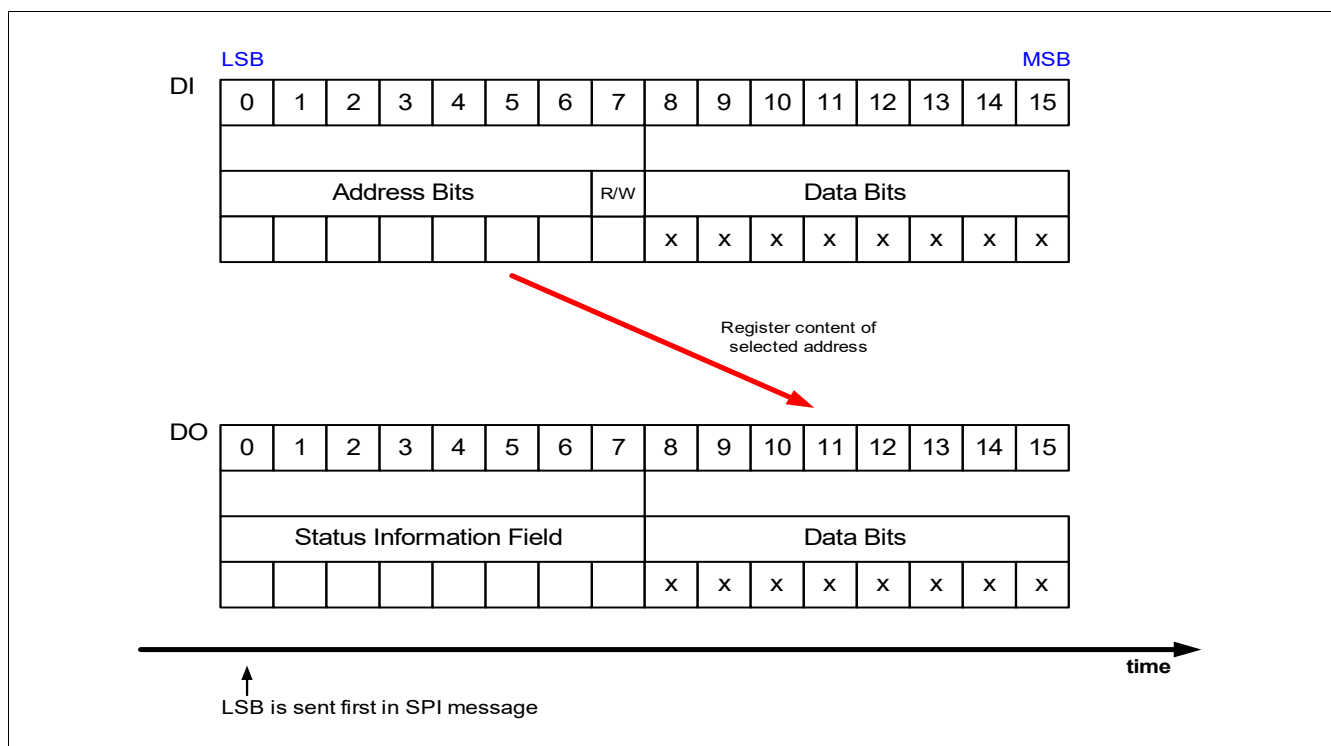 LSB MSB
DI
0 1 2 3 4 5 6 7 8 9 10 11 12 13 14 15
Address Bits R/W Data Bits
x x x x x x x x
Register content of
selected address
DO
0 1 2 3 4 5 6 7 8 9 10 11 12 13 14 15
Status Information Field Data Bits
x x x x x x x x
time
LSB is sent first in SPI message